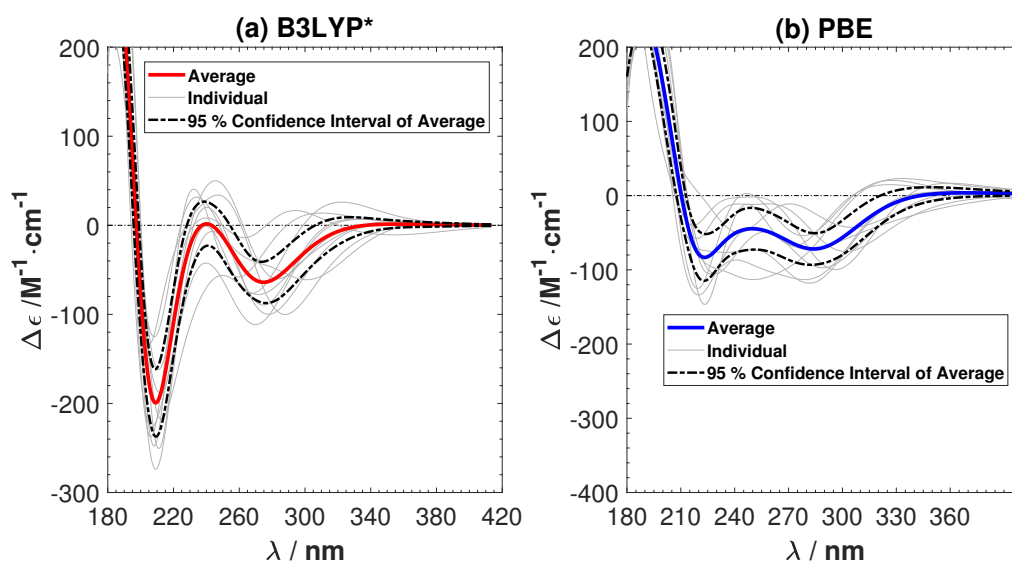 (a) B3LYP*
200
100
0
-100
-200
-300
180 220 260 300 340 380 420
Δϵ /M⁻¹·cm⁻¹
λ / nm
Average
Individual
95 % Confidence Interval of Average
(b) PBE
200
100
0
-100
-200
-300
-400
180 210 240 270 300 330 360
Δϵ /M⁻¹·cm⁻¹
λ / nm
Average
Individual
95 % Confidence Interval of Average